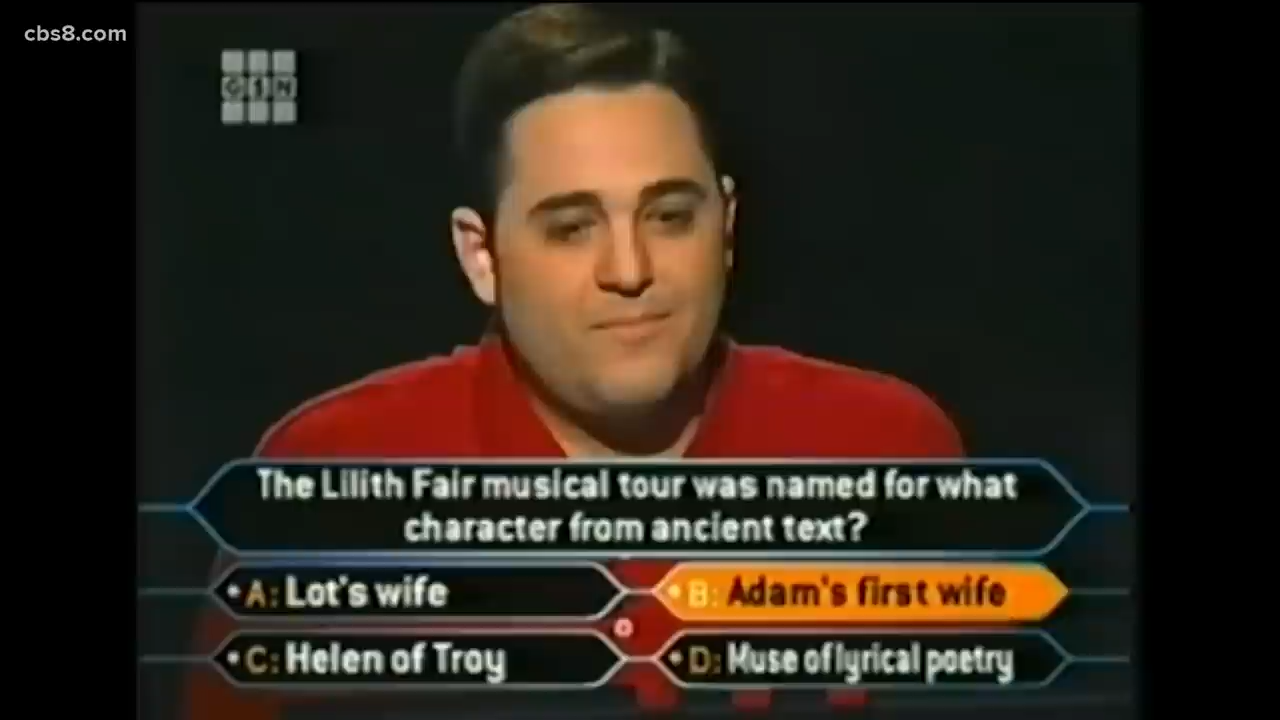 cbs8.com
GSN
The Lilith Fair musical tour was named for what
character from ancient text?
A: Lot's wife
B: Adam's first wife
C: Helen of Troy
D: Muse of lyrical poetry